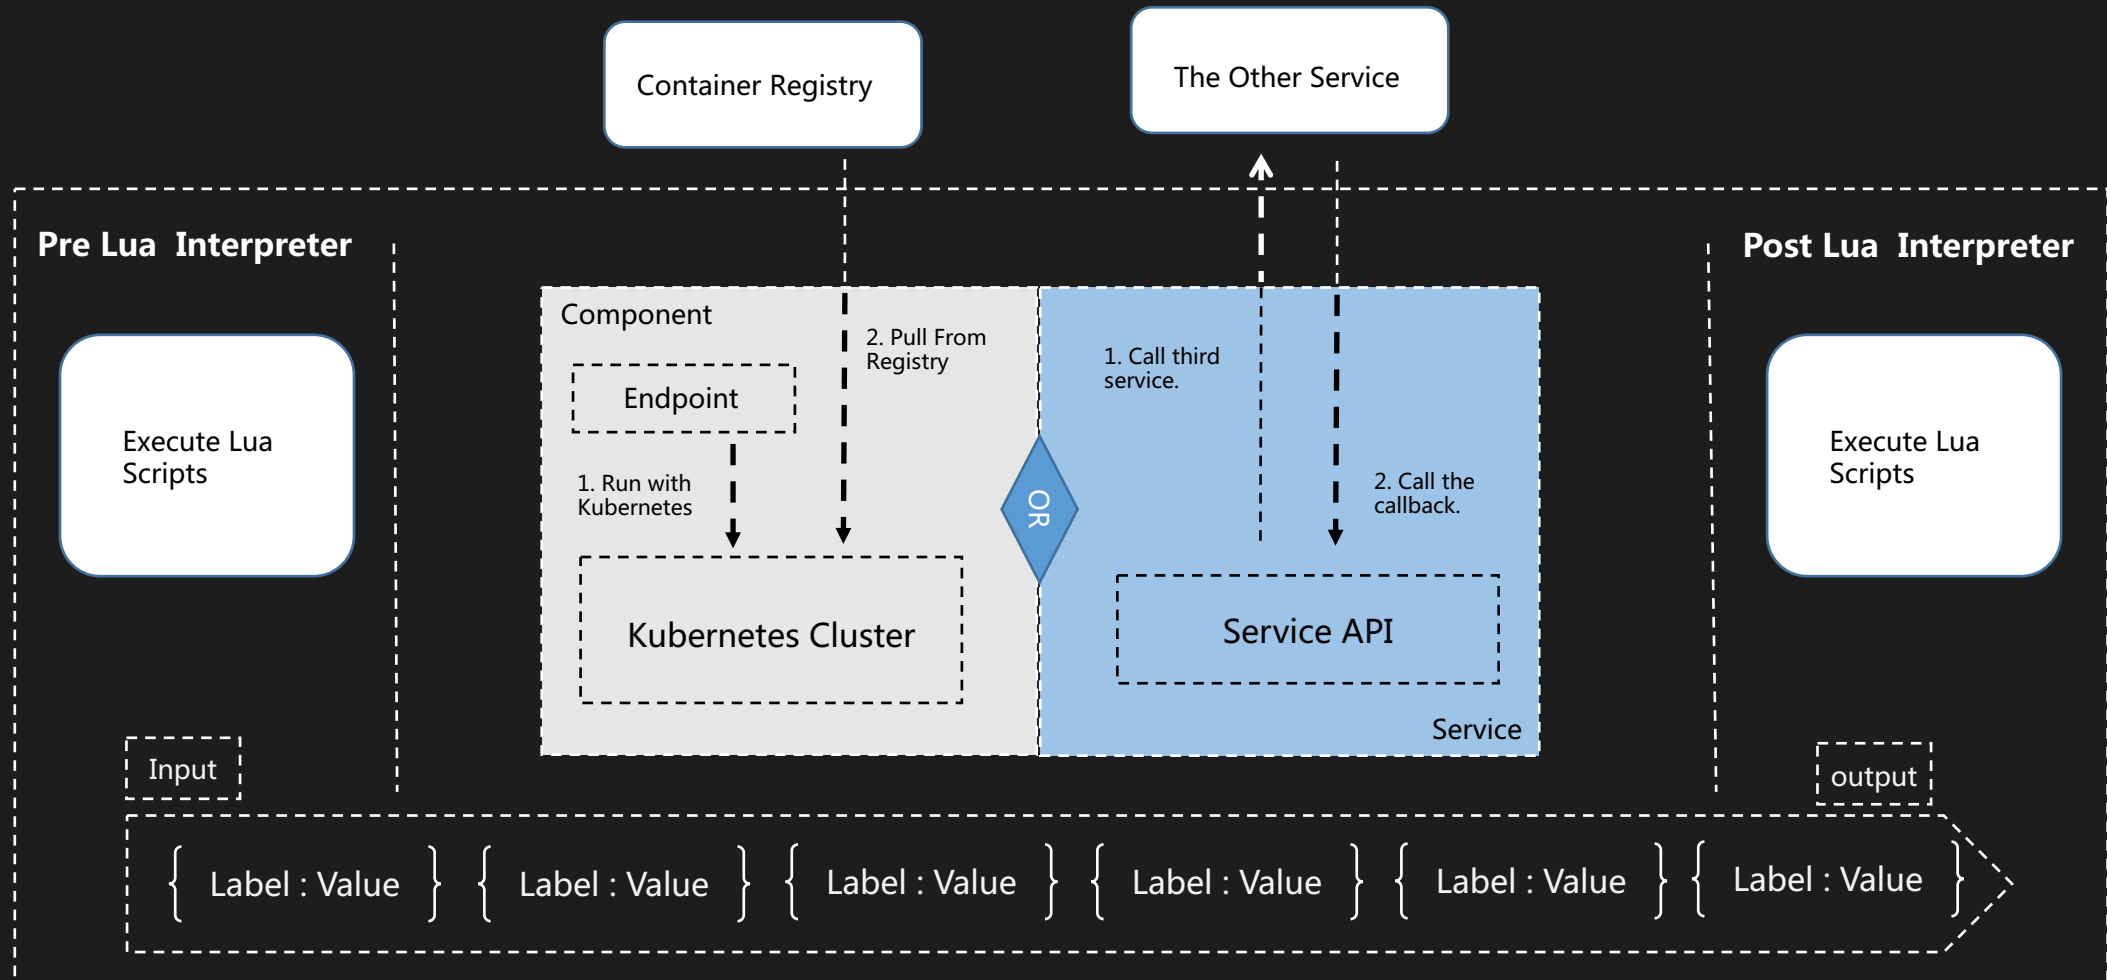 Container Registry
The Other Service
Pre Lua  Interpreter
Post Lua  Interpreter
Component
2. Pull From
Registry
1. Call third
service.
Endpoint
Execute Lua
Scripts
1. Run with
Kubernetes
OR
2. Call the
callback.
Execute Lua
Scripts
Kubernetes Cluster
Service API
Service
Input
output
{ Label : Value } { Label : Value } { Label : Value } { Label : Value } { Label : Value } { Label : Value }